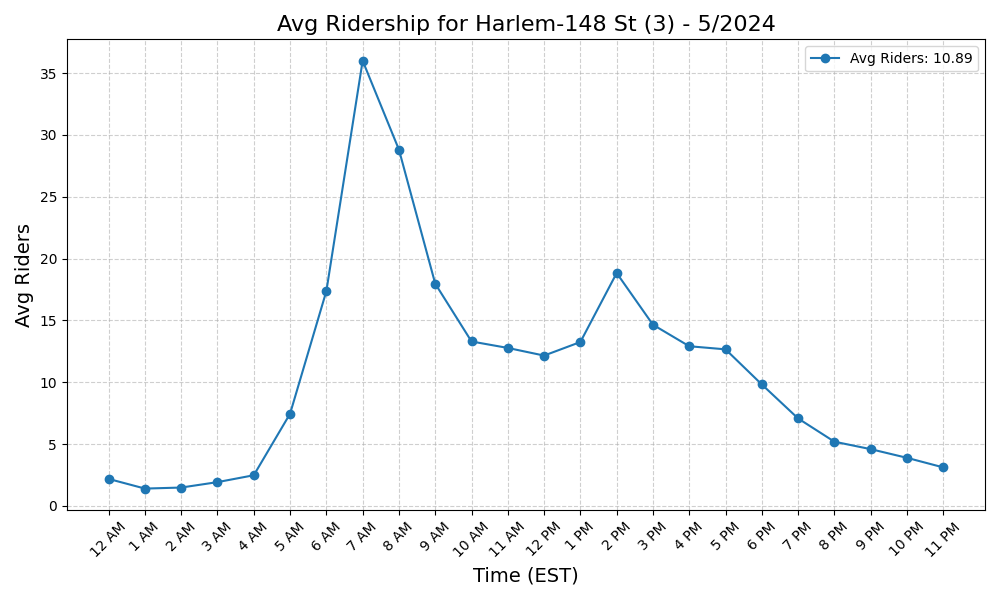 Avg Ridership for Harlem-148 St (3) - 5/2024
Avg Riders: 10.89
Avg Riders
35
30
25
20
15
10
5
0
12 AM
1 AM
2 AM
3 AM
4 AM
5 AM
6 AM
7 AM
8 AM
9 AM
10 AM
11 AM
12 PM
1 PM
2 PM
3 PM
4 PM
5 PM
6 PM
7 PM
8 PM
9 PM
10 PM
11 PM
Time (EST)